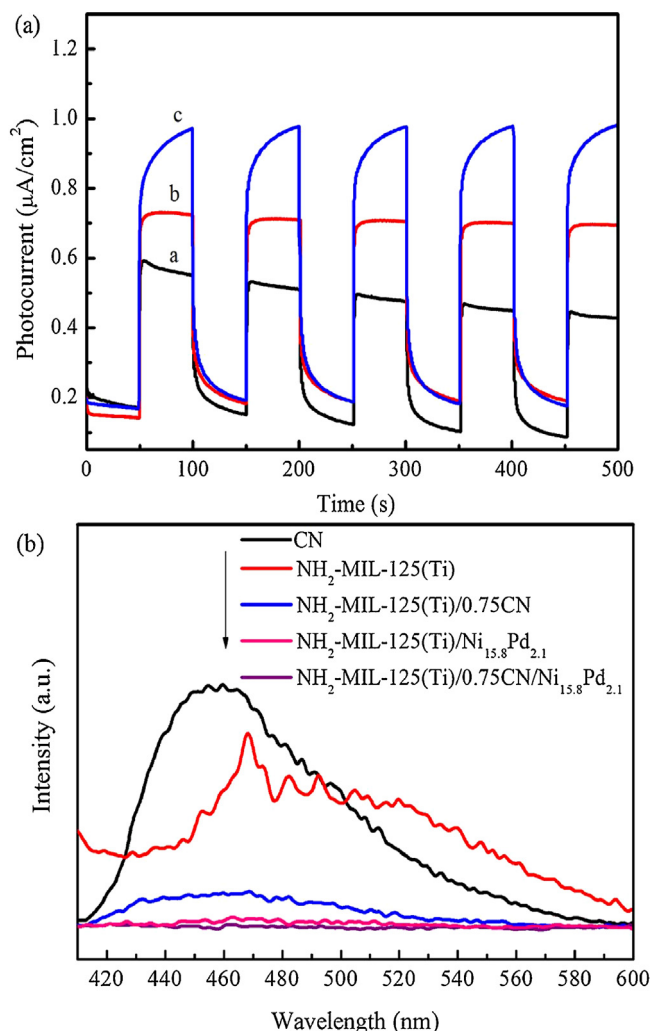 (a)
1.2
1.0
0.8
0.6
0.4
0.2
Photocurrent (μA/cm²)
c
b
a
0 100 200 300 400 500
Time (s)
(b)
CN
NH₂-MIL-125(Ti)
NH₂-MIL-125(Ti)/0.75CN
NH₂-MIL-125(Ti)/Ni₁₅.₈Pd₂.₁
NH₂-MIL-125(Ti)/0.75CN/Ni₁₅.₈Pd₂.₁
Intensity (a.u.)
420 440 460 480 500 520 540 560 580 600
Wavelength (nm)